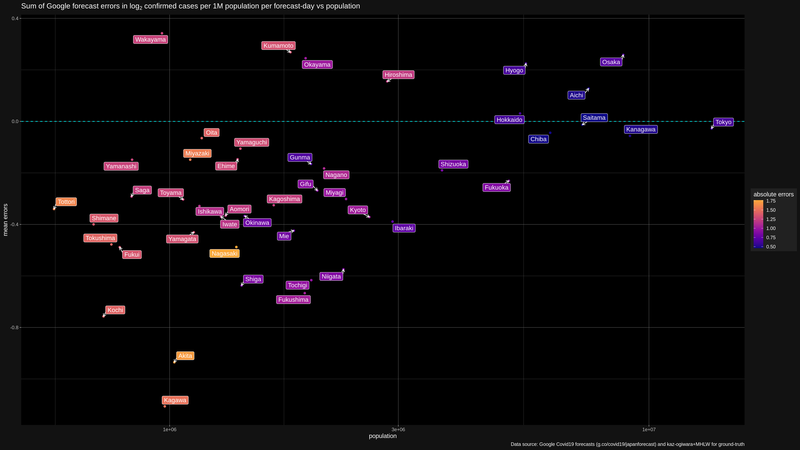 Sum of Google forecast errors in log₂ confirmed cases per 1M population per forecast-day vs population
0.4
Wakayama
Kumamoto
Okayama
Osaka
Hyogo
Hiroshima
Aichi
Hokkaido
Saitama
Tokyo
0.0
Kanagawa
Oita
Chiba
Yamaguchi
Miyazaki
Gunma
Yamanashi
Ehime
Shizuoka
Nagano
Gifu
Fukuoka
Saga
Toyama
Miyagi
absolute errors
Tottori
Kagoshima
1.75
1.50
1.25
1.00
0.75
0.50
Ishikawa
Aomori
Kyoto
Shimane
mean errors
-0.4
Iwate
Okinawa
Ibaraki
Tokushima
Yamagata
Mie
Fukui
Nagasaki
Shiga
Niigata
Tochigi
Fukushima
Kochi
-0.8
Akita
Kagawa
1e+06
3e+06
1e+07
population
Data source: Google Covid19 forecasts (g.co/covid19/japanforecast) and kaz-ogiwara+MHLW for ground-truth